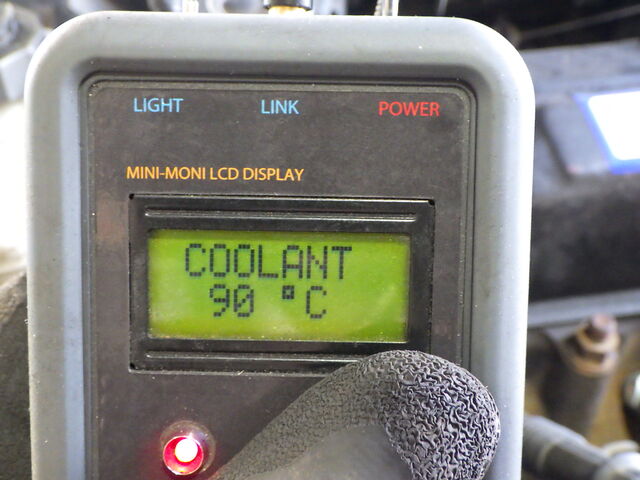 LIGHT LINK POWER
MINI-MONI LCD DISPLAY
COOLANT
90 °C